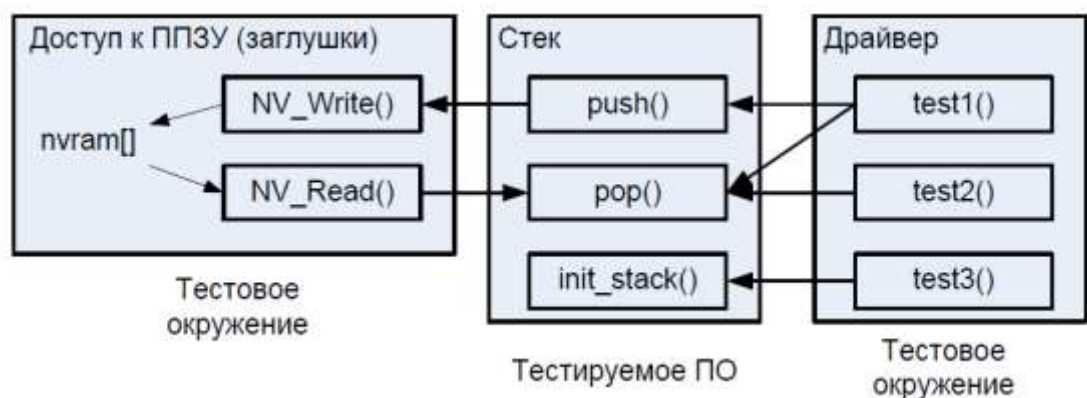 Доступ к ППЗУ (заглушки)
NV_Write()
nvram[]
NV_Read()
Тестовое
окружение
Стек
push()
pop()
init_stack()
Тестируемое ПО
Драйвер
test1()
test2()
test3()
Тестовое
окружение